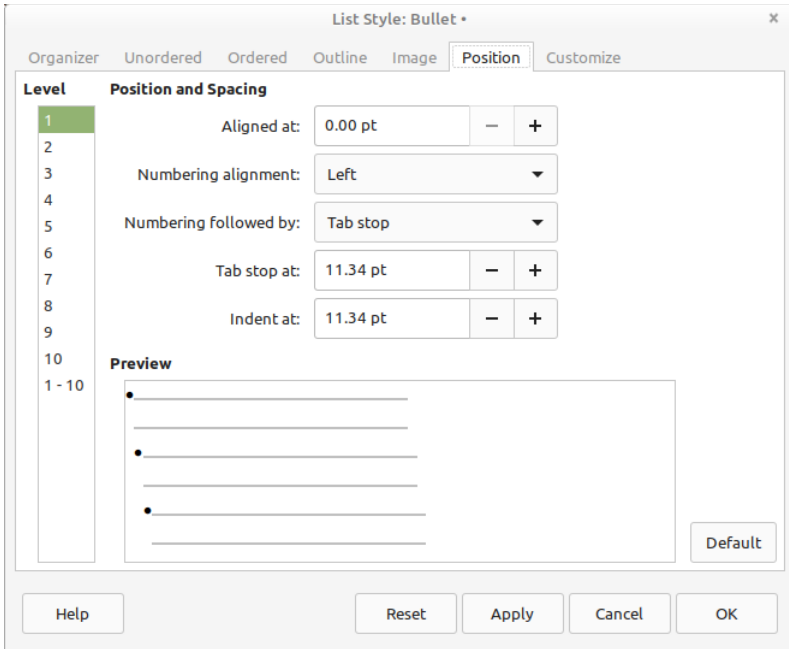 List Style: Bullet •
×
Organizer Unordered Ordered Outline Image Position Customize
Level
1
2
3
4
5
6
7
8
9
10
1 - 10
Position and Spacing
Aligned at: 0.00 pt − +
Numbering alignment: Left
Numbering followed by: Tab stop
Tab stop at: 11.34 pt − +
Indent at: 11.34 pt − +
Preview
Default
Help Reset Apply Cancel OK